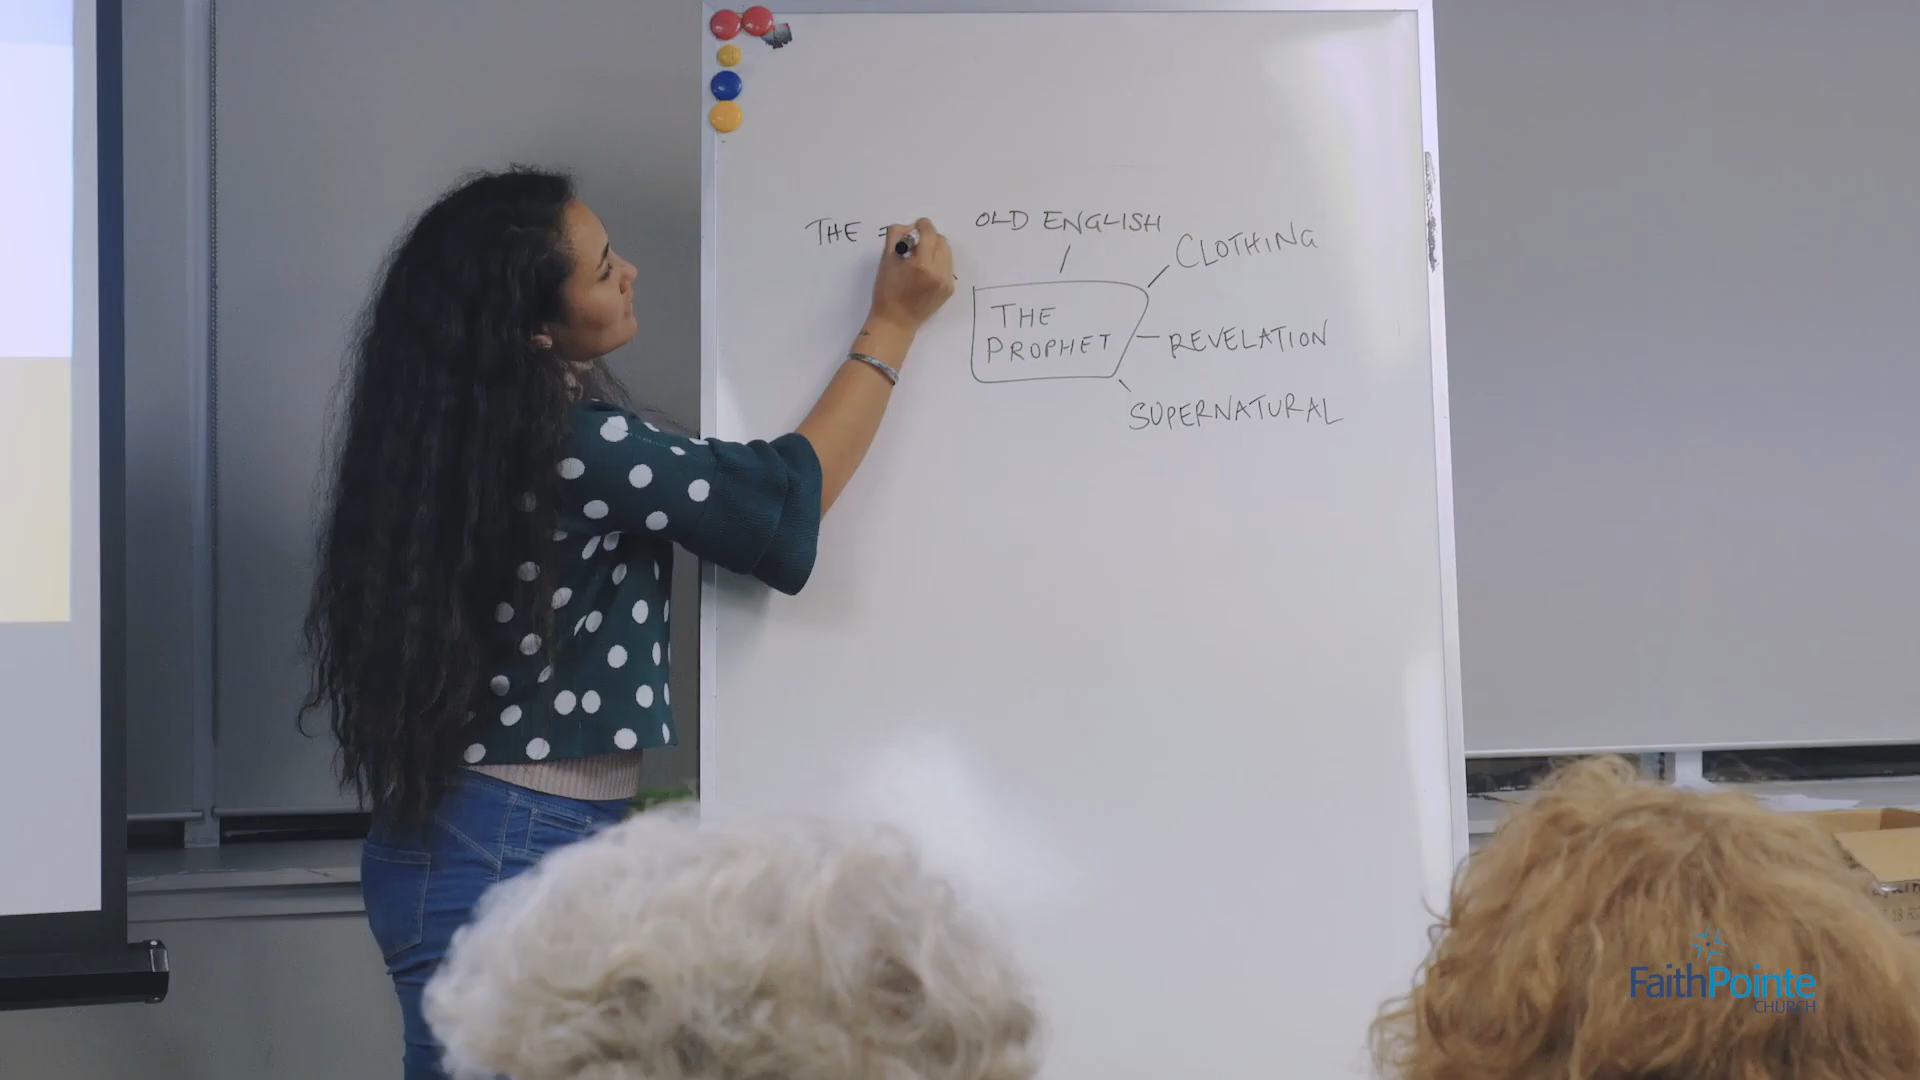 THE
OLD ENGLISH
CLOTHING
THE
PROPHET
REVELATION
SUPERNATURAL
FaithPointe
CHURCH